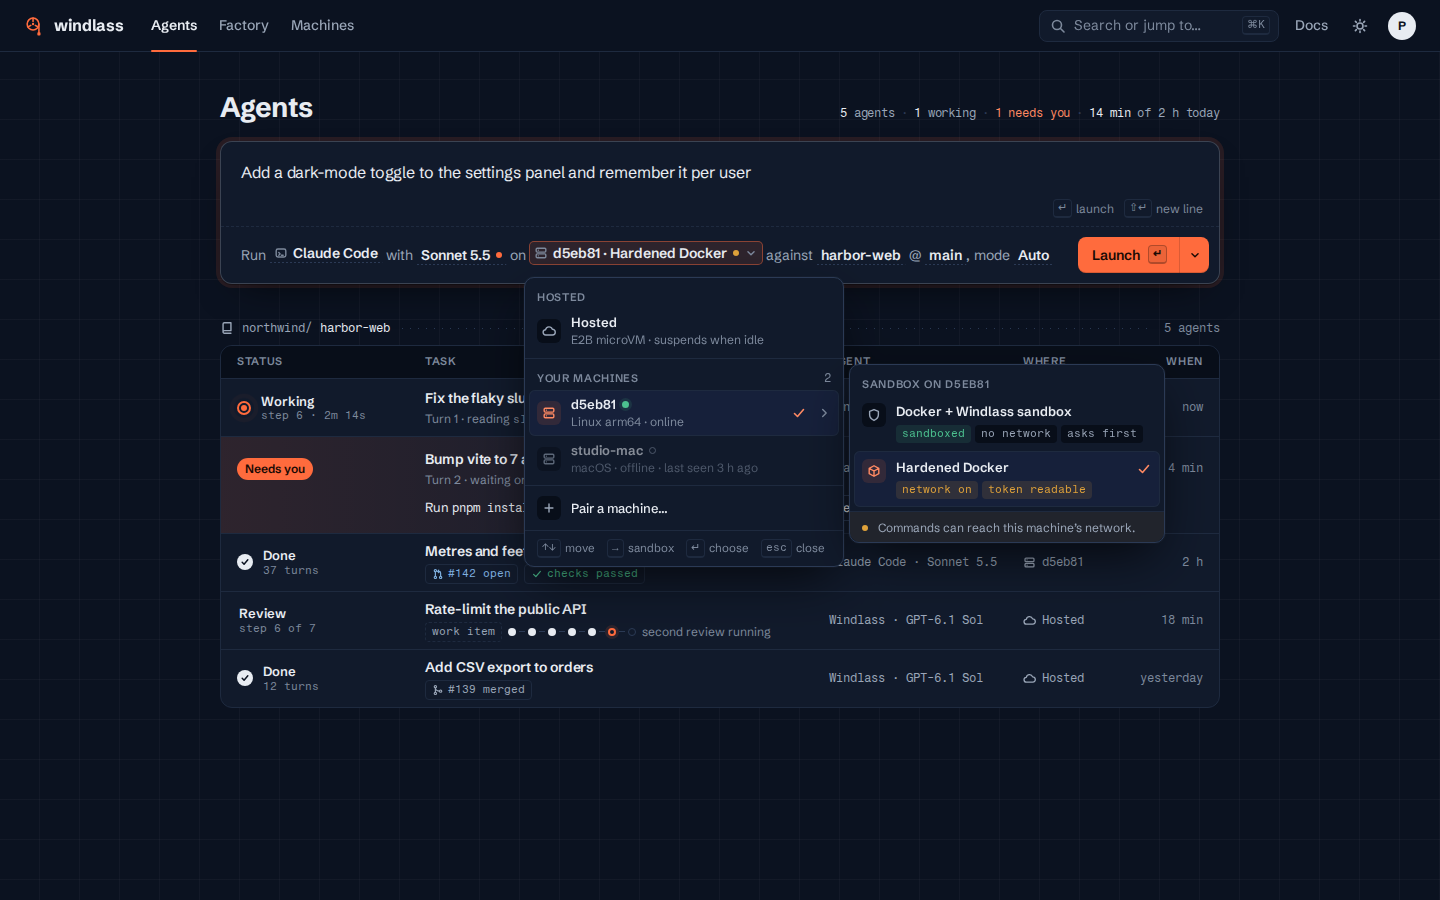 windlass Agents Factory Machines Search or jump to... ⌘K Docs P
Agents
5 agents · 1 working · 1 needs you · 14 min of 2 h today
Add a dark-mode toggle to the settings panel and remember it per user
↵ launch ⇧↵ new line
Run Claude Code with Sonnet 5.5 on d5eb81 · Hardened Docker against harbor-web @ main , mode Auto Launch ↵
HOSTED
Hosted
E2B microVM · suspends when idle
YOUR MACHINES 2
d5eb81
Linux arm64 · online
studio-mac
macOS · offline · last seen 3 h ago
Pair a machine...
↑↓ move → sandbox ↵ choose esc close
SANDBOX ON D5EB81
Docker + Windlass sandbox
sandboxed no network asks first
Hardened Docker
network on token readable
Commands can reach this machine's network.
northwind/ harbor-web 5 agents
STATUS TASK WHERE WHEN
Working Fix the flaky now
step 6 · 2m 14s Turn 1 · reading
Needs you Bump vite to 7 4 min
Turn 2 · waiting
Run pnpm
Done Metres and
37 turns #142 open checks passed Code · Sonnet 5.5 d5eb81 2 h
Review Rate-limit the public API
step 6 of 7 work item second review running Windlass · GPT-6.1 Sol Hosted 18 min
Done Add CSV export to orders
12 turns #139 merged Windlass · GPT-6.1 Sol Hosted yesterday